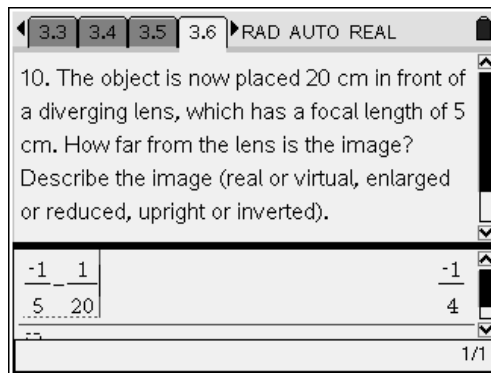 3.3 3.4 3.5 3.6 RAD AUTO REAL
10. The object is now placed 20 cm in front of
a diverging lens, which has a focal length of 5
cm. How far from the lens is the image?
Describe the image (real or virtual, enlarged
or reduced, upright or inverted).
-1/5 - 1/20 -1/4
1/1